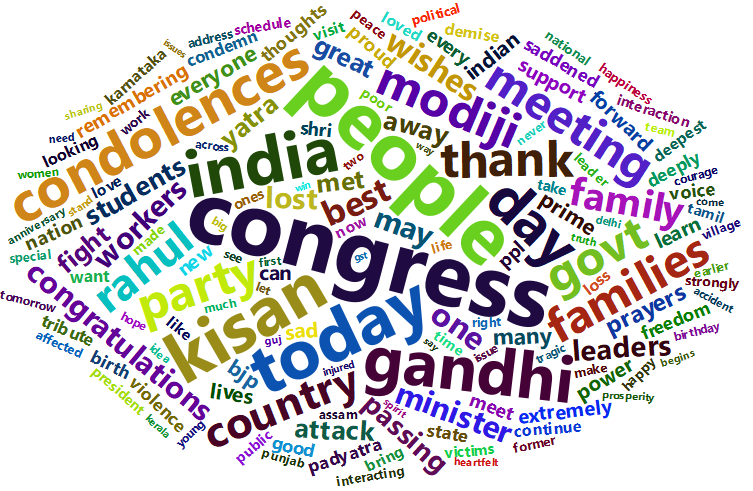 political
peace
loved
national
schedule
address
thoughts
visit
proud
every
demise
saddened
happiness
issues
condemn
karnataka
everyone
great
wishes
indian
support
interaction
sharing
remembering
poor
modiji
meeting
forward
team
need
work
looking
condolences
yatra
shri
away
never
deepest
women
across
india
people
thank
leader
deeply
courage
love
students
two
way
take
voice
anniversary
stand
nation
workers
ones
lost
met
best
win
day
family
prime
delhi
come
tamil
special
fight
made
new
big
congress
may
now
truth
learn
village
want
rahul
see
first
life
gst
ppl
govt
loss
earlier
tomorrow
congratulations
party
kisan
can
let
today
families
strongly
accident
hope
like
much
sad
one
right
many
prayers
tribute
idea
guj
time
issue
freedom
birthday
affected
birth
bjp
injured
gandhi
say
tragic
leaders
make
happy
begins
president
violence
lives
country
minister
meet
power
prosperity
kerala
young
assam
attack
spirit
passing
extremely
public
good
padyatra
state
continue
punjab
bring
victims
former
interacting
heartfelt